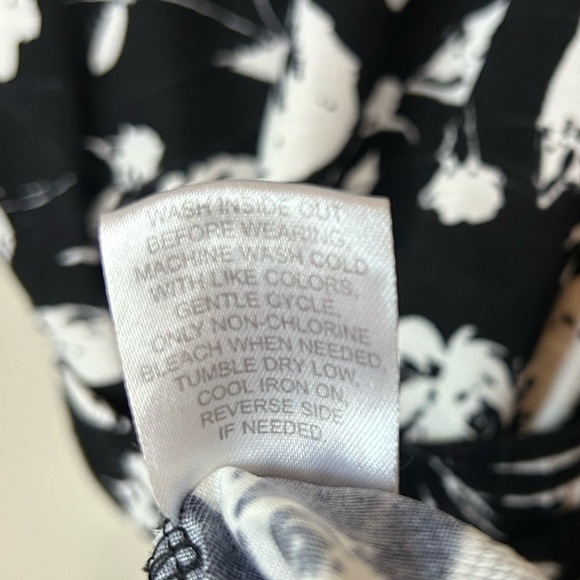 WASH INSIDE OUT
BEFORE WEARING,
MACHINE WASH COLD
WITH LIKE COLORS,
GENTLE CYCLE.
ONLY NON-CHLORINE
BLEACH WHEN NEEDED,
TUMBLE DRY LOW,
COOL IRON ON,
REVERSE SIDE
IF NEEDED